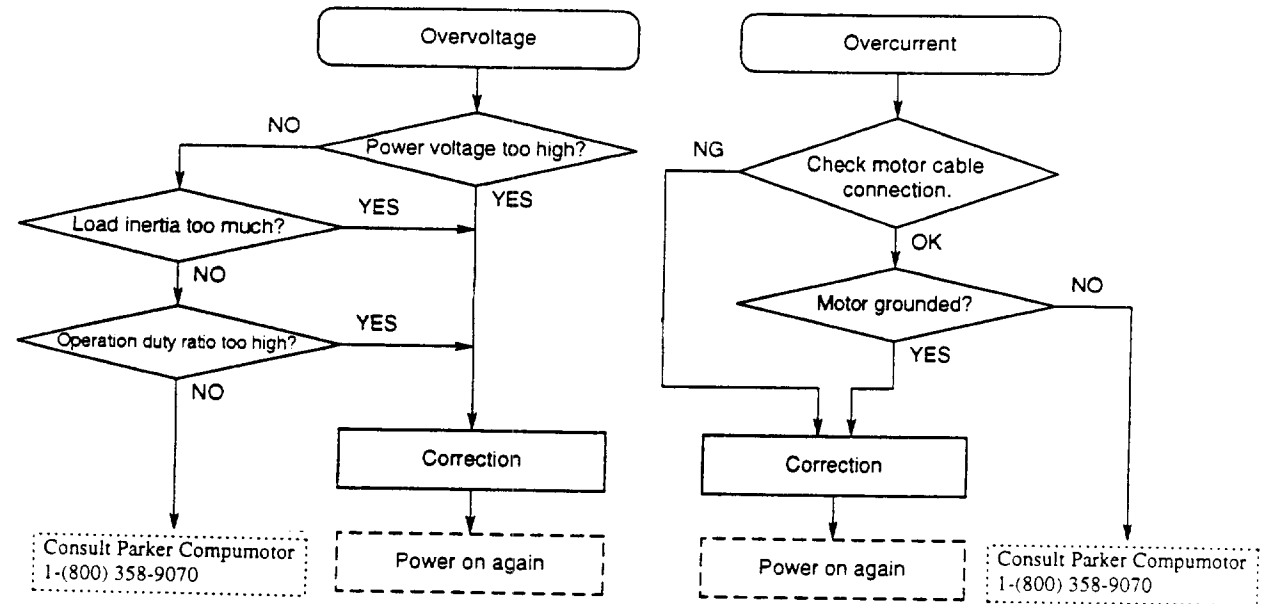 Overvoltage
NO
Power voltage too high?
YES
Load inertia too much?
YES
NO
Operation duty ratio too high?
YES
NO
Correction
Consult Parker Compumotor
1-(800) 358-9070
Power on again
Overcurrent
NG
Check motor cable
connection.
OK
Motor grounded?
NO
YES
Correction
Power on again
Consult Parker Compumotor
1-(800) 358-9070